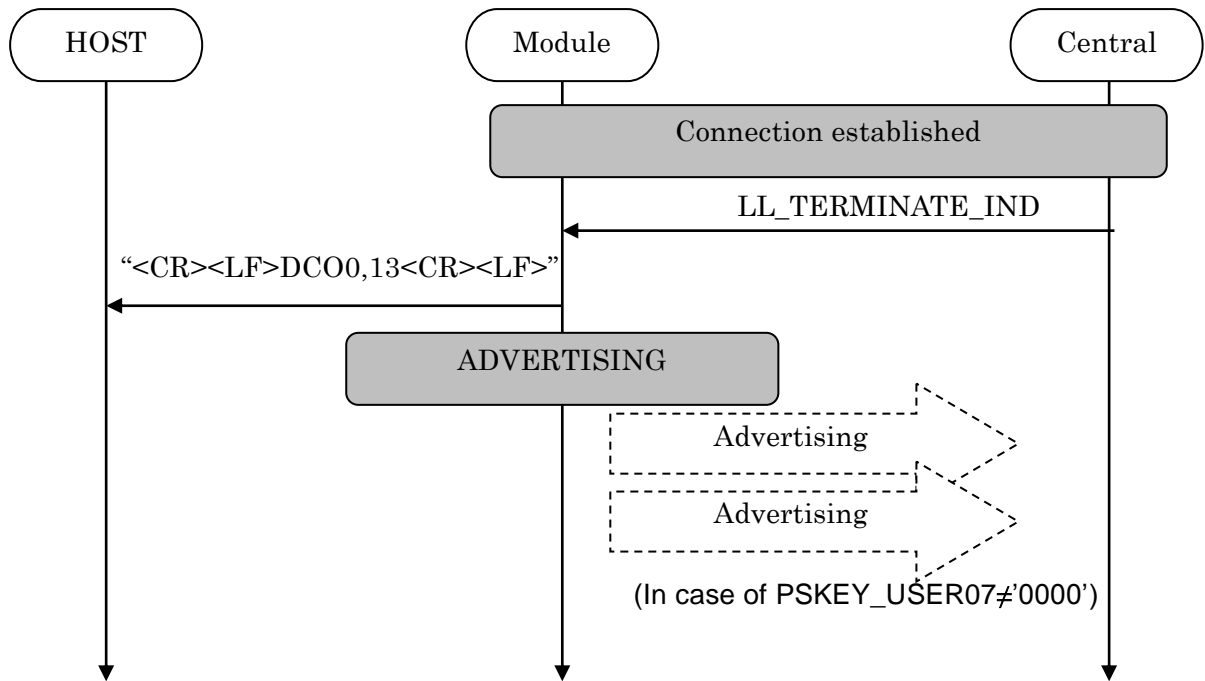 HOST
Module
Central
Connection established
LL_TERMINATE_IND
“<CR><LF>DCO0,13<CR><LF>”
ADVERTISING
Advertising
Advertising
(In case of PSKEY_USER07≠’0000’)